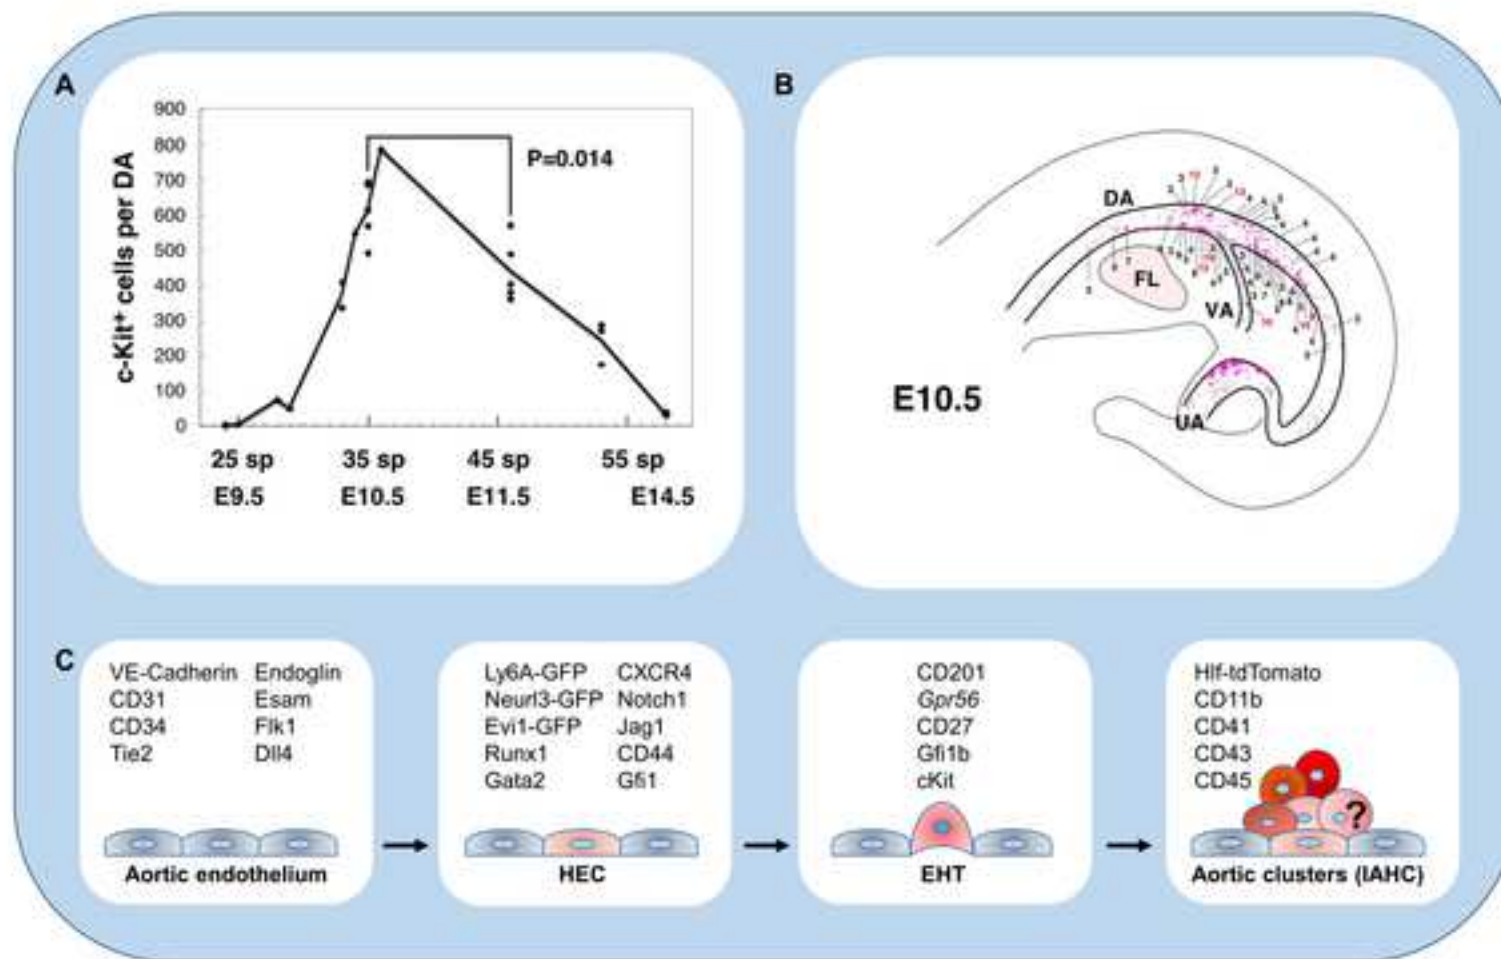 A
900
800
700
600
500
400
300
200
100
0
c-Kit⁺ cells per DA
P=0.014
25 sp 35 sp 45 sp 55 sp
E9.5 E10.5 E11.5 E14.5
B
DA
FL
VA
UA
E10.5
C
VE-Cadherin Endoglin
CD31 Esam
CD34 Flk1
Tie2 Dll4
Aortic endothelium
Ly6A-GFP CXCR4
Neurl3-GFP Notch1
Evi1-GFP Jag1
Runx1 CD44
Gata2 Gfi1
HEC
CD201
Gpr56
CD27
Gfi1b
cKit
EHT
Hlf-tdTomato
CD11b
CD41
CD43
CD45
?
Aortic clusters (IAHC)